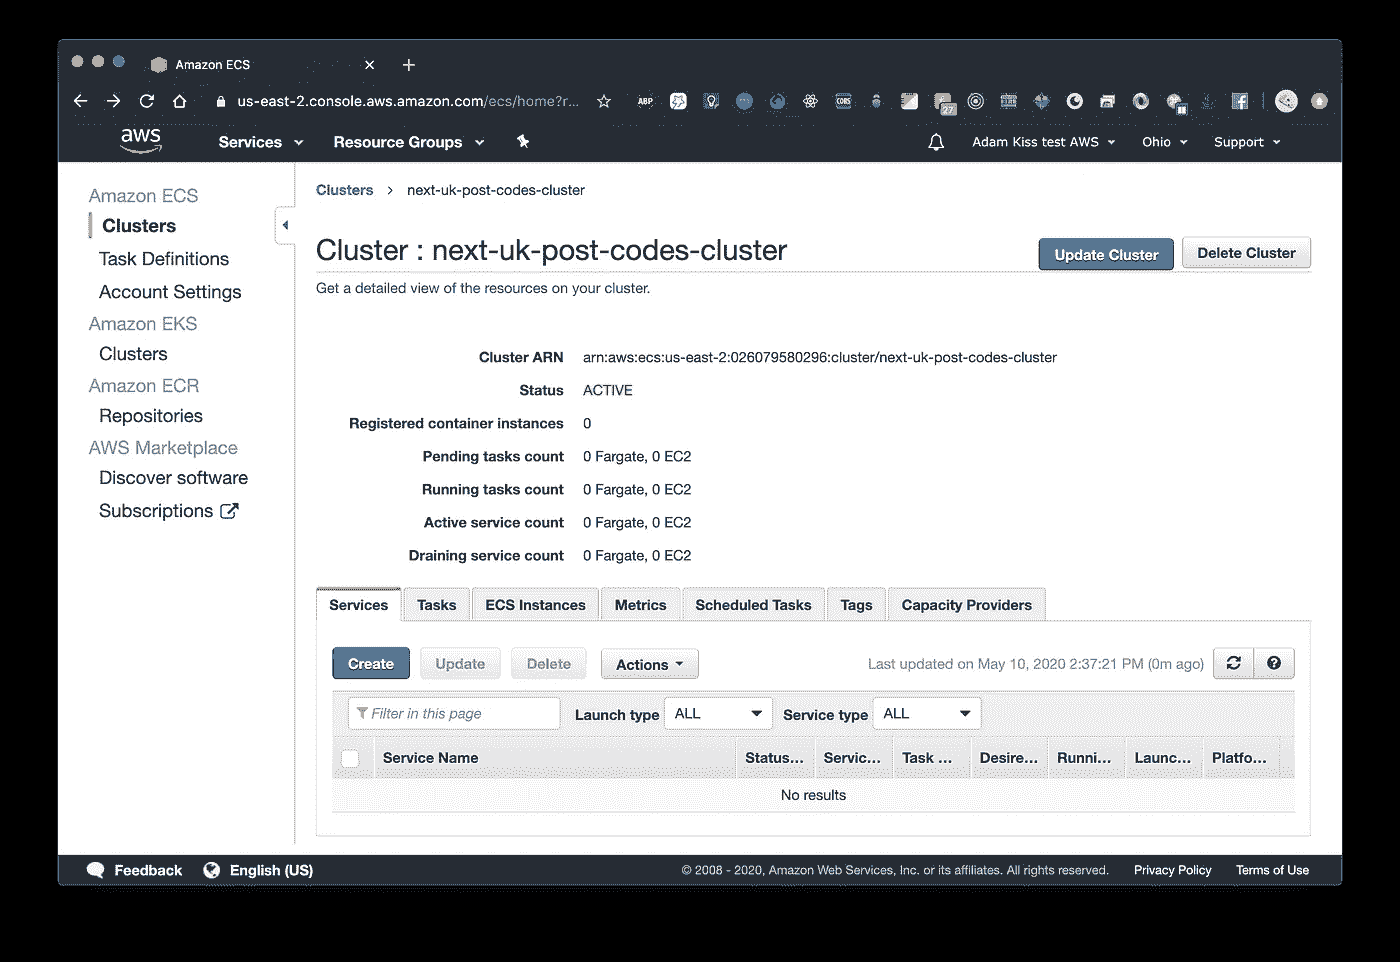 Amazon ECS
us-east-2.console.aws.amazon.com/ecs/home?r...
ABP
CORS
27
aws
Services
Resource Groups
Adam Kiss test AWS
Ohio
Support
Amazon ECS
Clusters
Task Definitions
Account Settings
Amazon EKS
Clusters
Amazon ECR
Repositories
AWS Marketplace
Discover software
Subscriptions
Clusters > next-uk-post-codes-cluster
Cluster : next-uk-post-codes-cluster
Update Cluster
Delete Cluster
Get a detailed view of the resources on your cluster.
Cluster ARN arn:aws:ecs:us-east-2:026079580296:cluster/next-uk-post-codes-cluster
Status ACTIVE
Registered container instances 0
Pending tasks count 0 Fargate, 0 EC2
Running tasks count 0 Fargate, 0 EC2
Active service count 0 Fargate, 0 EC2
Draining service count 0 Fargate, 0 EC2
Services Tasks ECS Instances Metrics Scheduled Tasks Tags Capacity Providers
Create Update Delete Actions Last updated on May 10, 2020 2:37:21 PM (0m ago)
Filter in this page Launch type ALL Service type ALL
Service Name Status... Servic... Task ... Desire... Runni... Launc... Platfo...
No results
Feedback English (US) © 2008 - 2020, Amazon Web Services, Inc. or its affiliates. All rights reserved. Privacy Policy Terms of Use